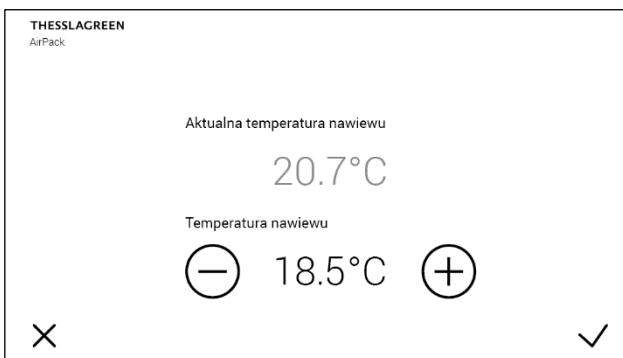 THESSLAGREEN
AirPack
Aktualna temperatura nawiewu
20.7°C
Temperatura nawiewu
18.5°C